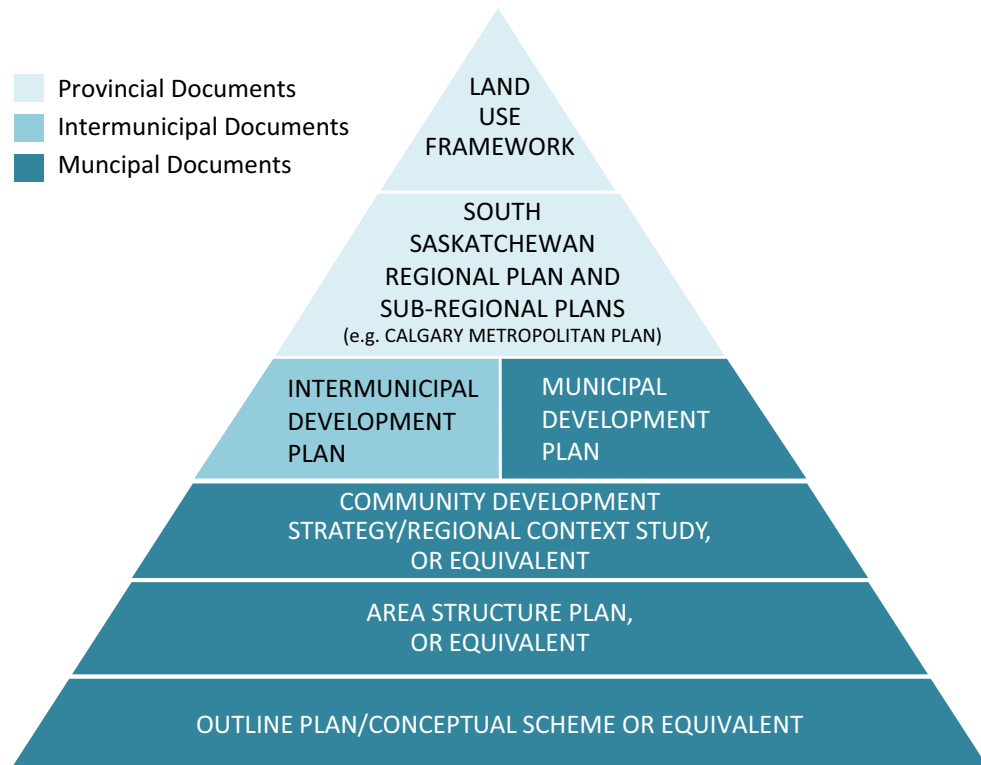 Provincial Documents
Intermunicipal Documents
Muncipal Documents
LAND
USE
FRAMEWORK
SOUTH
SASKATCHEWAN
REGIONAL PLAN AND
SUB-REGIONAL PLANS
(e.g. CALGARY METROPOLITAN PLAN)
INTERMUNICIPAL
DEVELOPMENT
PLAN
MUNICIPAL
DEVELOPMENT
PLAN
COMMUNITY DEVELOPMENT
STRATEGY/REGIONAL CONTEXT STUDY,
OR EQUIVALENT
AREA STRUCTURE PLAN,
OR EQUIVALENT
OUTLINE PLAN/CONCEPTUAL SCHEME OR EQUIVALENT